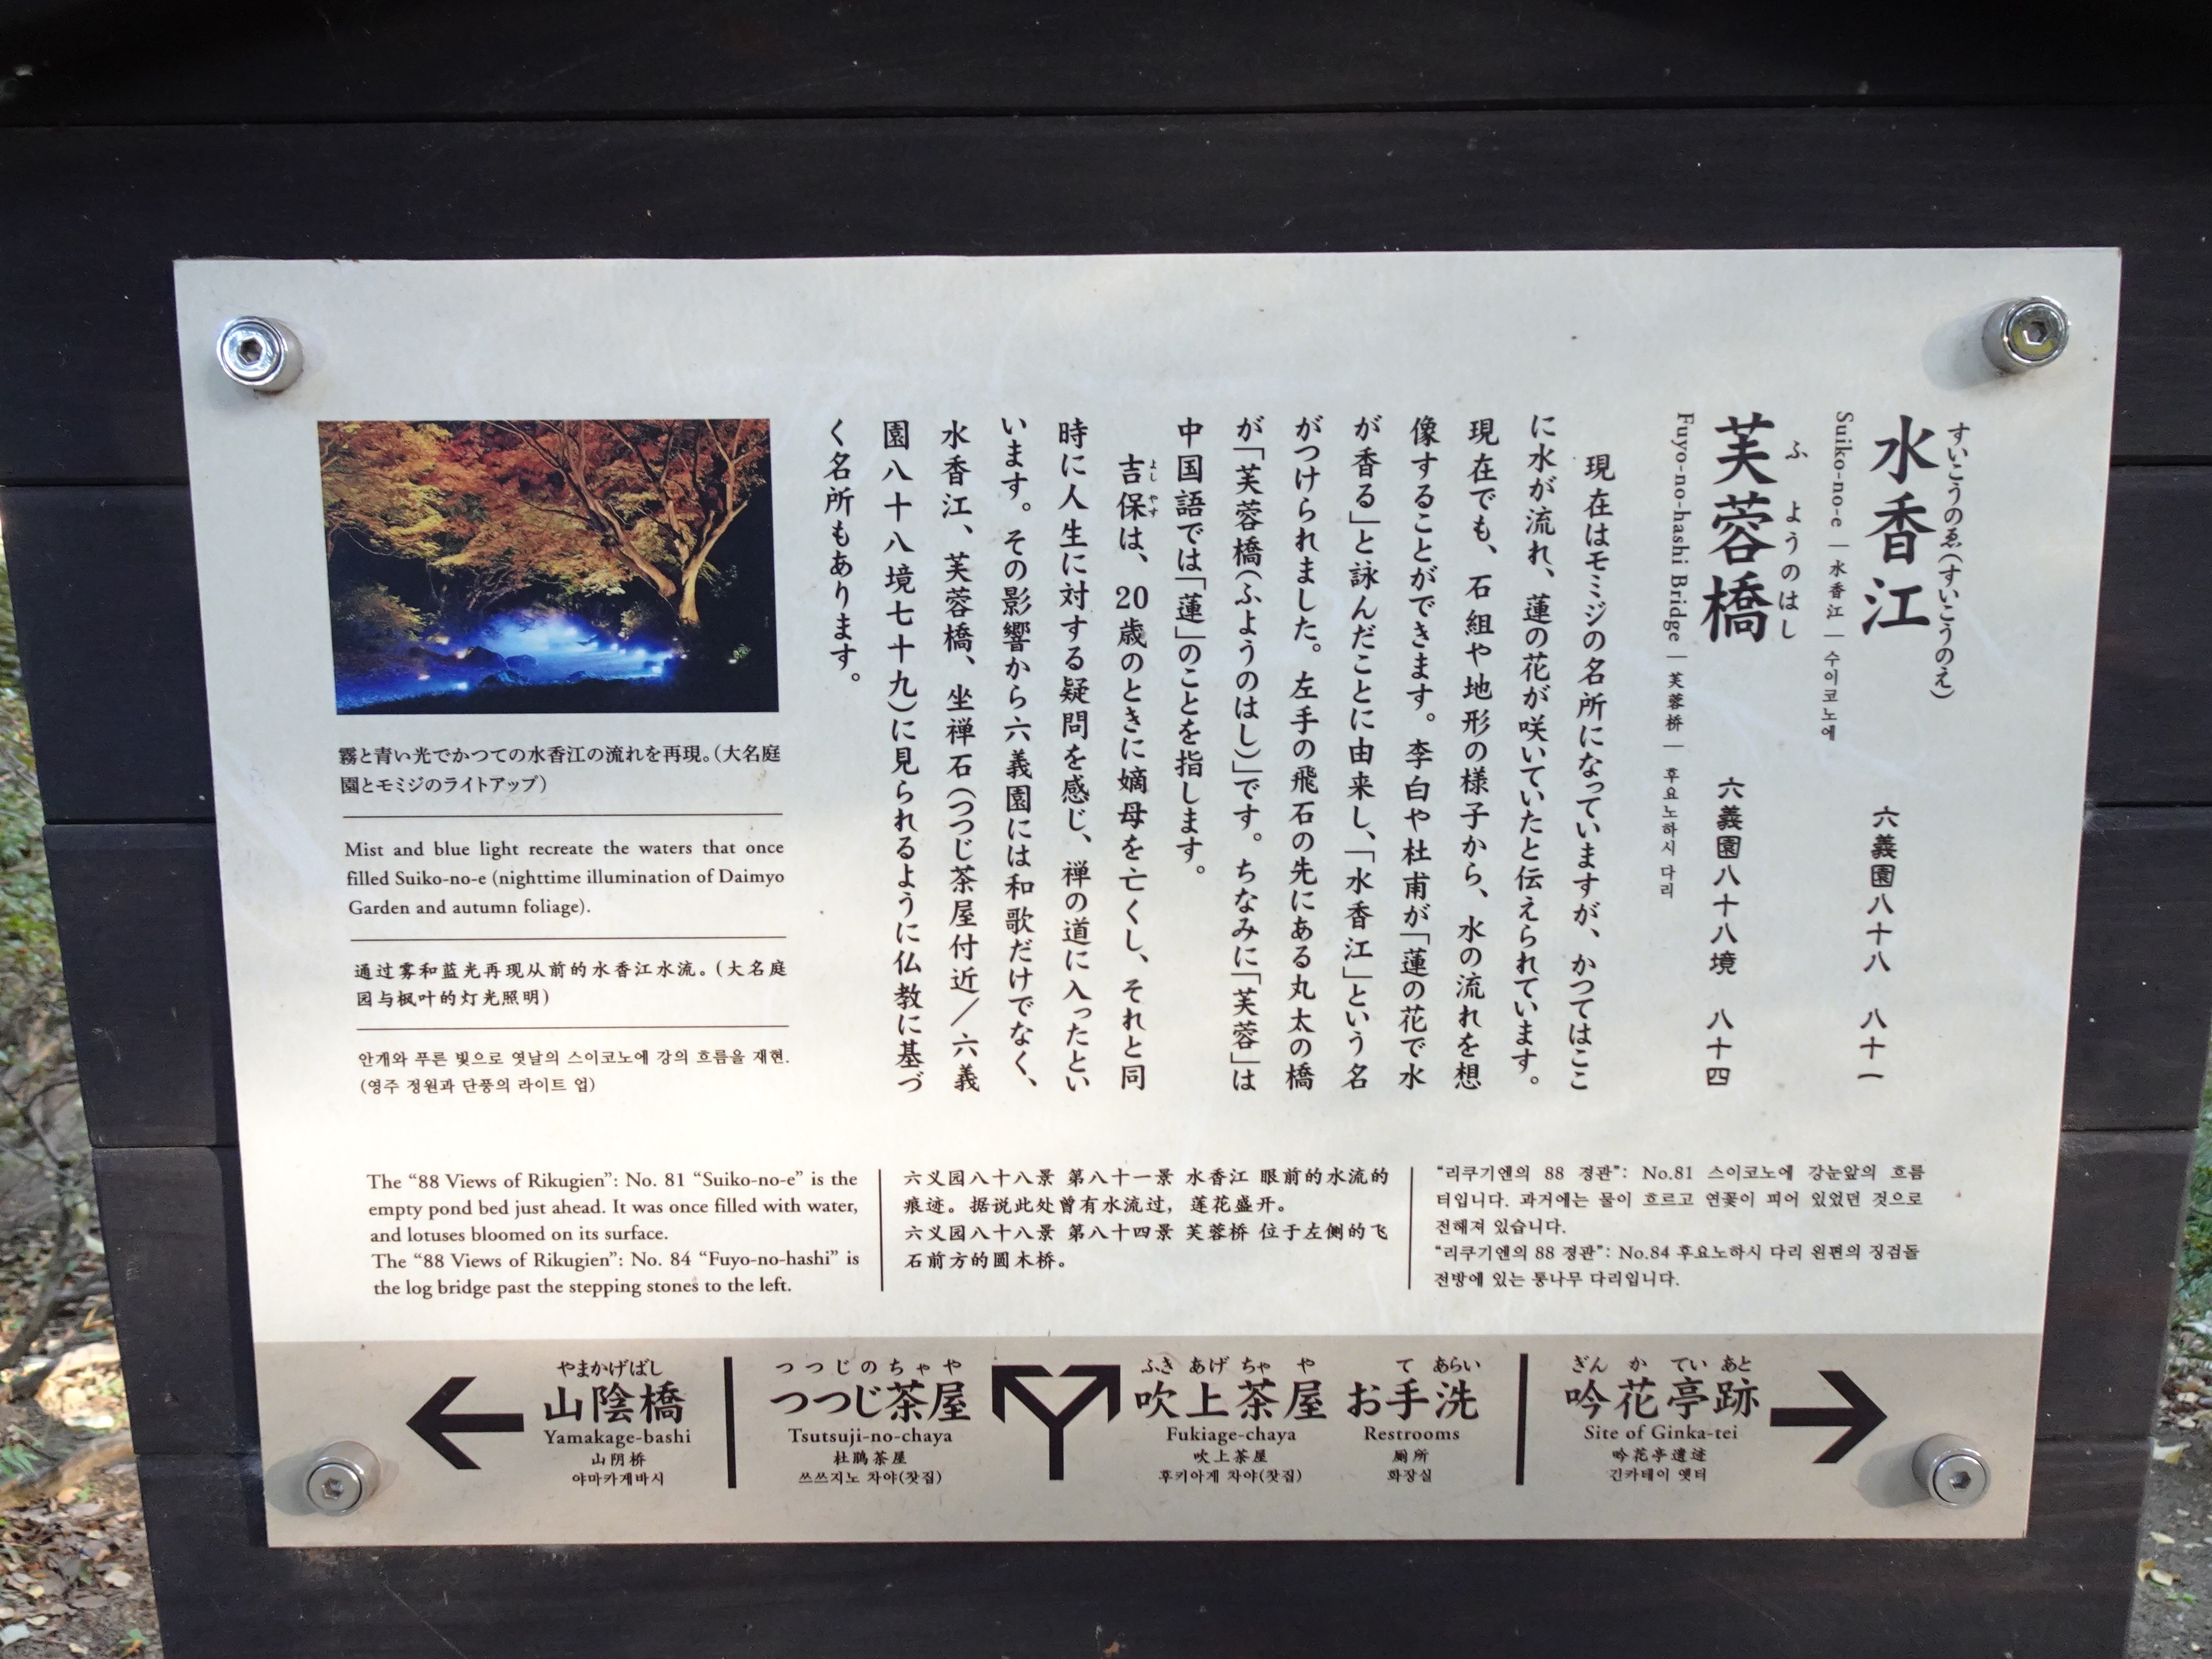 すいこうのゑ(すいこうのえ)
水香江
六義園八十八 八十一
Suiko-no-e | 水香江 | 수이코노에
ふようのはし
芙蓉橋
六義園八十八境 八十四
Fuyo-no-hashi Bridge | 芙蓉桥 | 후요노하시 다리
現在はモミジの名所になっていますが、かつてはここ
に水が流れ、蓮の花が咲いていたと伝えられています。
現在でも、石組や地形の様子から、水の流れを想
像することができます。李白や杜甫が「蓮の花で水
が香る」と詠んだことに由来し、「水香江」という名
がつけられました。左手の飛石の先にある丸太の橋
が「芙蓉橋(ふようのはし)」です。ちなみに「芙蓉」は
中国語では「蓮」のことを指します。
よしやす
吉保は、20歳のときに嫡母を亡くし、それと同
時に人生に対する疑問を感じ、禅の道に入ったとい
います。その影響から六義園には和歌だけでなく、
水香江、芙蓉橋、坐禅石(つつじ茶屋付近/六義
園八十八境七十九)に見られるように仏教に基づ
く名所もあります。
霧と青い光でかつての水香江の流れを再現。(大名庭
園とモミジのライトアップ)
Mist and blue light recreate the waters that once
filled Suiko-no-e (nighttime illumination of Daimyo
Garden and autumn foliage).
通过雾和蓝光再现从前的水香江水流。(大名庭
园与枫叶的灯光照明)
안개와 푸른 빛으로 옛날의 스이코노에 강의 흐름을 재현.
(영주 정원과 단풍의 라이트 업)
The “88 Views of Rikugien”: No. 81 “Suiko-no-e” is the
empty pond bed just ahead. It was once filled with water,
and lotuses bloomed on its surface.
The “88 Views of Rikugien”: No. 84 “Fuyo-no-hashi” is
the log bridge past the stepping stones to the left.
六义园八十八景 第八十一景 水香江 眼前的水流的
痕迹。据说此处曾有水流过，莲花盛开。
六义园八十八景 第八十四景 芙蓉桥 位于左侧的飞
石前方的圆木桥。
“리쿠기엔의 88 경관”: No.81 스이코노에 강눈앞의 흐름
터입니다. 과거에는 물이 흐르고 연꽃이 피어 있었던 것으로
전해져 있습니다.
“리쿠기엔의 88 경관”: No.84 후요노하시 다리 왼편의 징검돌
전방에 있는 통나무 다리입니다.
やまかげばし
山陰橋
Yamakage-bashi
山阴桥
야마카게바시
つつじのちゃや
つつじ茶屋
Tsutsuji-no-chaya
杜鹃茶屋
쓰쓰지노 차야(찻집)
ふきあげちゃや
吹上茶屋
Fukiage-chaya
吹上茶屋
후키아게 차야(찻집)
てあらい
お手洗
Restrooms
厕所
화장실
ぎんかていあと
吟花亭跡
Site of Ginka-tei
吟花亭遗迹
긴카테이 옛터